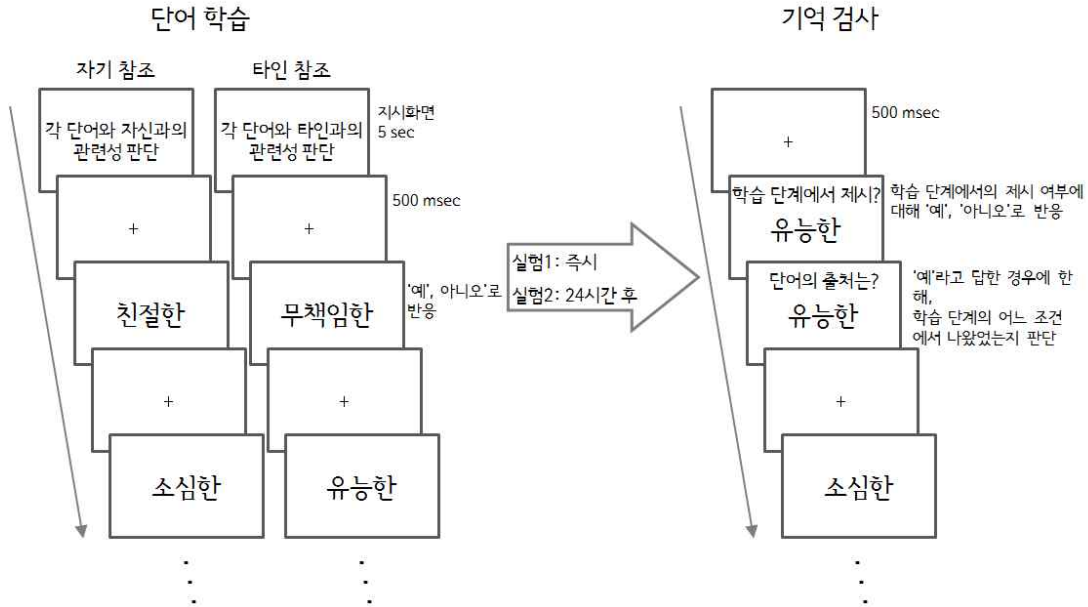 단어 학습
기억 검사
자기 참조
타인 참조
각 단어와 자신과의
관련성 판단
각 단어와 타인과의
관련성 판단
지시화면
5 sec
+
+
500 msec
친절한
무책임한
'예', 아니오'로
반응
+
+
소심한
유능한
실험1: 즉시
실험2: 24시간 후
+
500 msec
학습 단계에서 제시?
유능한
학습 단계에서의 제시 여부에
대해 '예', '아니오'로 반응
단어의 출처는?
유능한
'예'라고 답한 경우에 한
해,
학습 단계의 어느 조건
에서 나왔었는지 판단
+
소심한